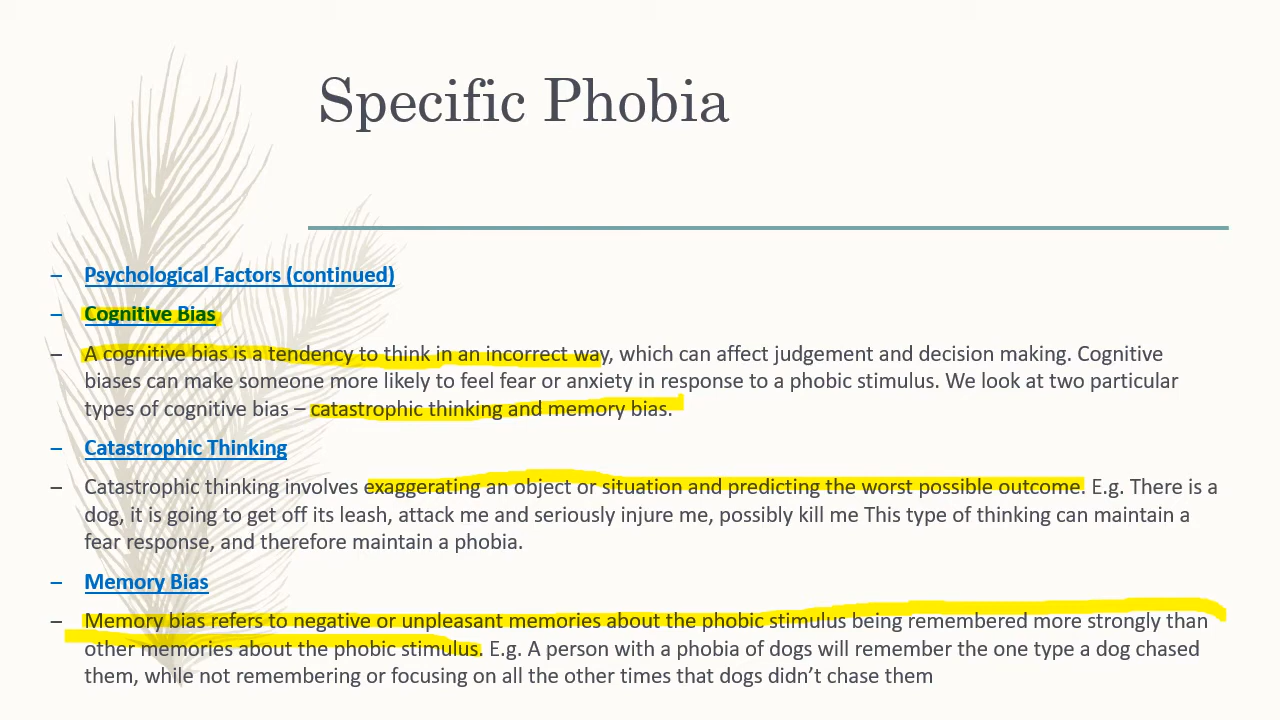 Specific Phobia
– Psychological Factors (continued)
– Cognitive Bias
– A cognitive bias is a tendency to think in an incorrect way, which can affect judgement and decision making. Cognitive
biases can make someone more likely to feel fear or anxiety in response to a phobic stimulus. We look at two particular
types of cognitive bias – catastrophic thinking and memory bias.
– Catastrophic Thinking
– Catastrophic thinking involves exaggerating an object or situation and predicting the worst possible outcome. E.g. There is a
dog, it is going to get off its leash, attack me and seriously injure me, possibly kill me This type of thinking can maintain a
fear response, and therefore maintain a phobia.
– Memory Bias
– Memory bias refers to negative or unpleasant memories about the phobic stimulus being remembered more strongly than
other memories about the phobic stimulus. E.g. A person with a phobia of dogs will remember the one type a dog chased
them, while not remembering or focusing on all the other times that dogs didn’t chase them